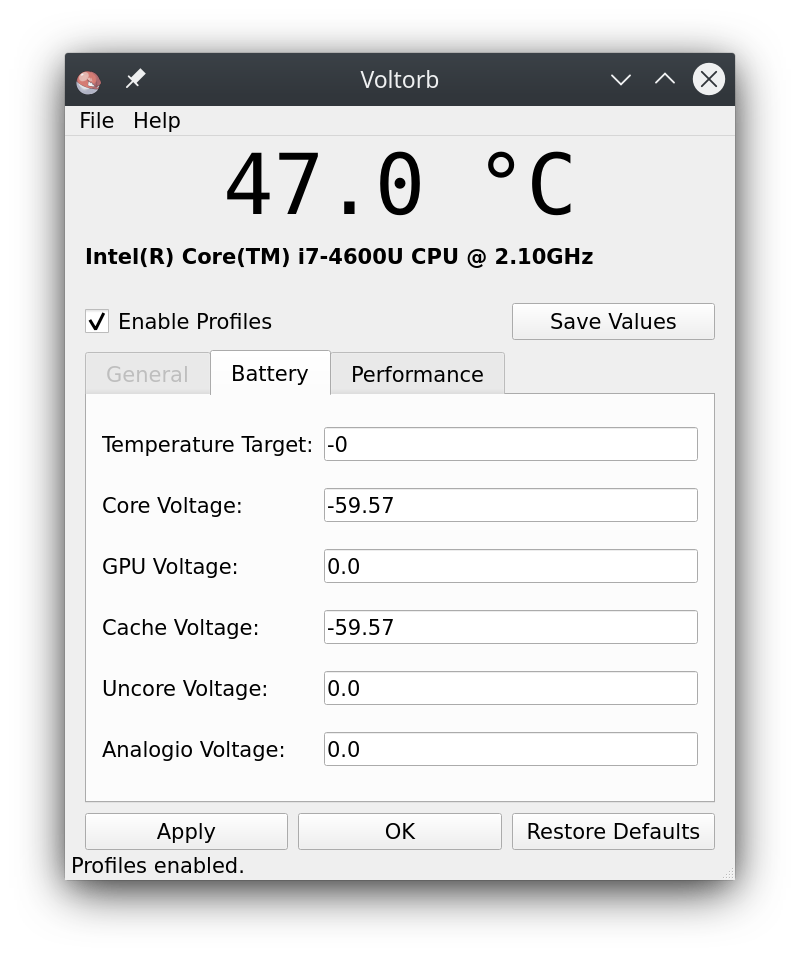 Voltorb
File Help
47.0 °C
Intel(R) Core(TM) i7-4600U CPU @ 2.10GHz
Enable Profiles Save Values
General Battery Performance
Temperature Target: -0
Core Voltage: -59.57
GPU Voltage: 0.0
Cache Voltage: -59.57
Uncore Voltage: 0.0
Analogio Voltage: 0.0
Apply OK Restore Defaults
Profiles enabled.